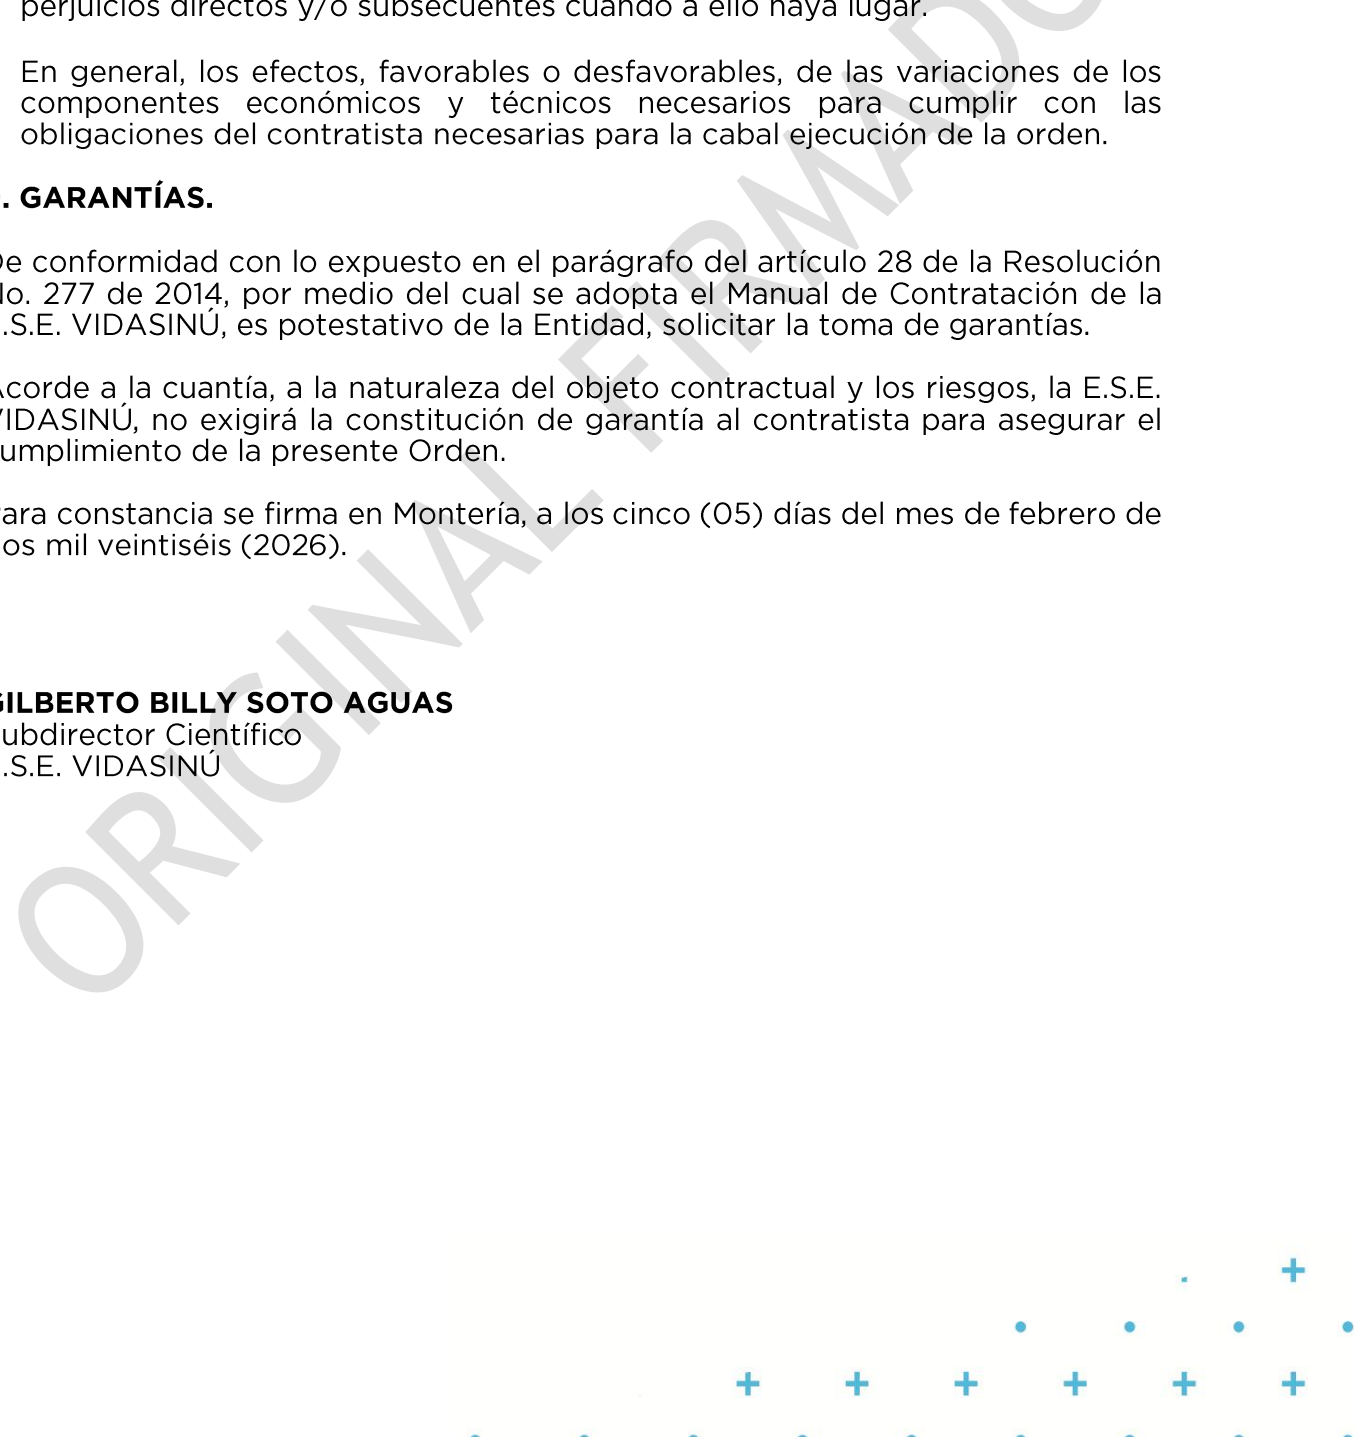 perjuicios directos y/o subsecuentes cuando a ello haya lugar.
En general, los efectos, favorables o desfavorables, de las variaciones de los
componentes económicos y técnicos necesarios para cumplir con las
obligaciones del contratista necesarias para la cabal ejecución de la orden.
. GARANTÍAS.
De conformidad con lo expuesto en el parágrafo del artículo 28 de la Resolución
No. 277 de 2014, por medio del cual se adopta el Manual de Contratación de la
.S.E. VIDASINÚ, es potestativo de la Entidad, solicitar la toma de garantías.
Acorde a la cuantía, a la naturaleza del objeto contractual y los riesgos, la E.S.E.
VIDASINÚ, no exigirá la constitución de garantía al contratista para asegurar el
umplimiento de la presente Orden.
ara constancia se firma en Montería, a los cinco (05) días del mes de febrero de
os mil veintiséis (2026).
GILBERTO BILLY SOTO AGUAS
ubdirector Científico
.S.E. VIDASINÚ
ORIGINAL FIRMADO